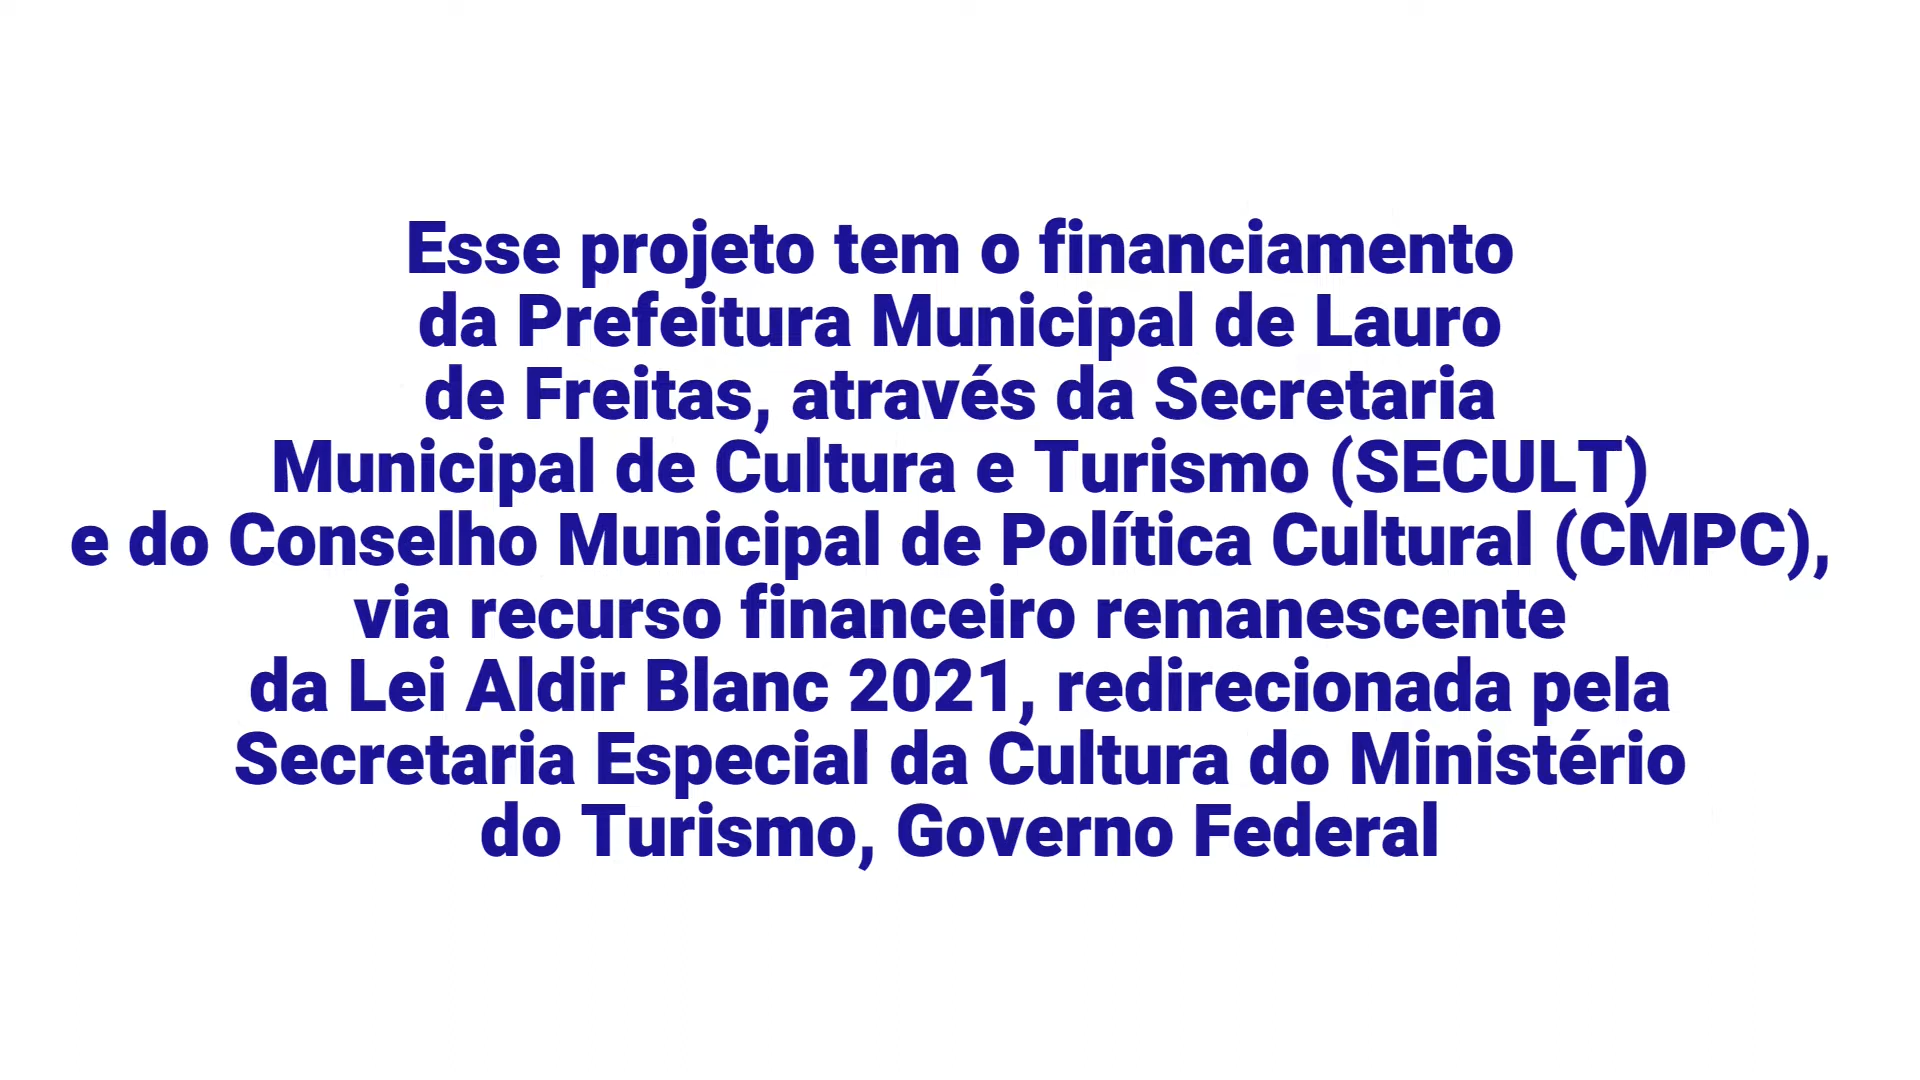 Esse projeto tem o financiamento
da Prefeitura Municipal de Lauro
de Freitas, através da Secretaria
Municipal de Cultura e Turismo (SECULT)
e do Conselho Municipal de Política Cultural (CMPC),
via recurso financeiro remanescente
da Lei Aldir Blanc 2021, redirecionada pela
Secretaria Especial da Cultura do Ministério
do Turismo, Governo Federal